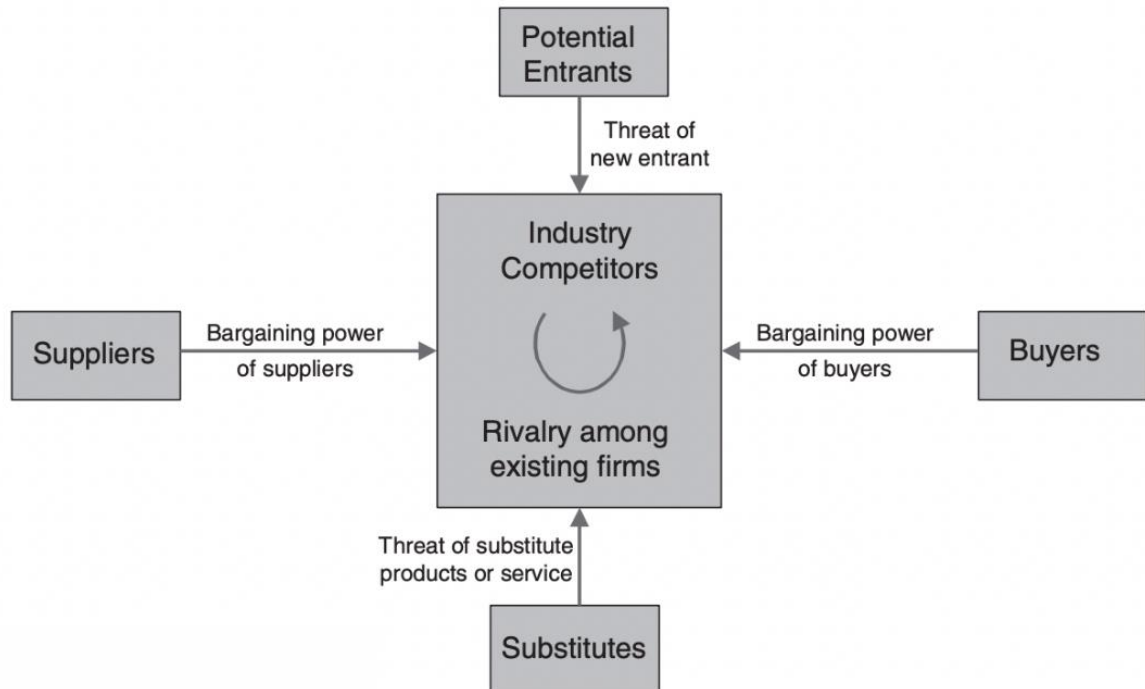 Potential
Entrants
Threat of
new entrant
Industry
Competitors
Suppliers
Bargaining power
of suppliers
Bargaining power
of buyers
Buyers
Rivalry among
existing firms
Threat of substitute
products or service
Substitutes